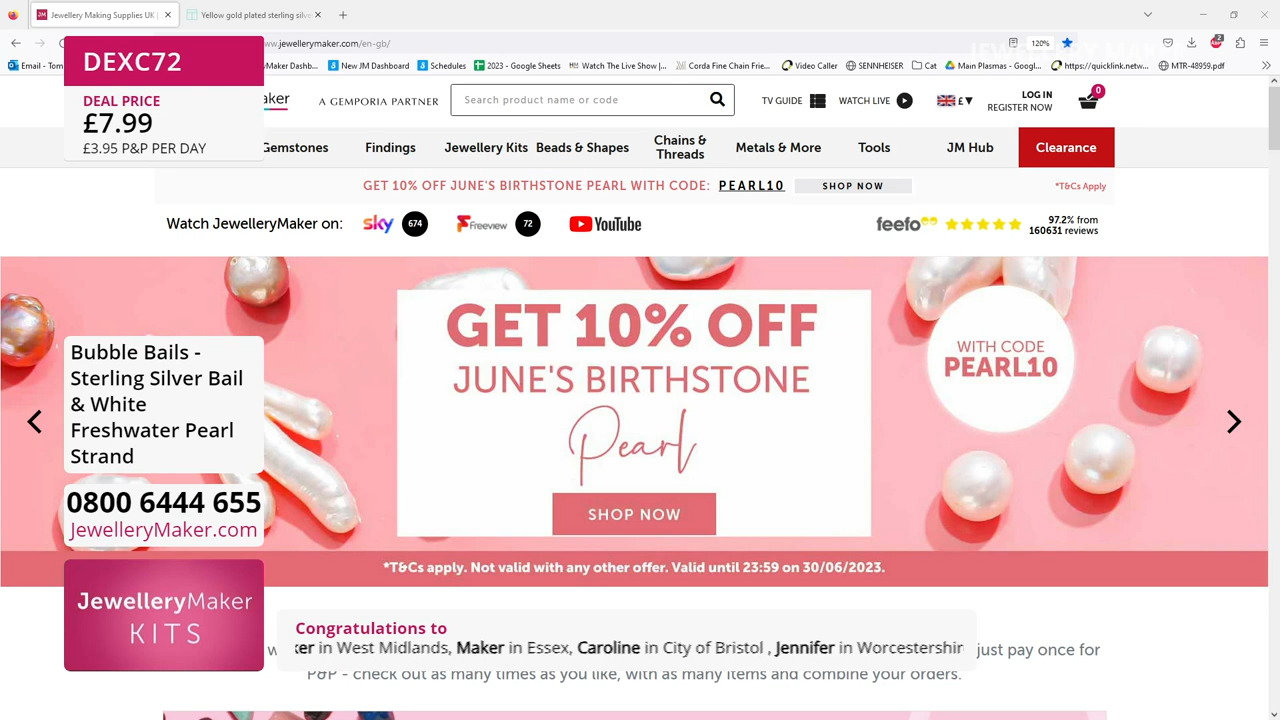 Jewellery Making Supplies UK |
Yellow gold plated sterling silve
ww.jewellerymaker.com/en-gb/
120%
2
Email - Tom
Maker Dashb...
New JM Dashboard
Schedules
2023 - Google Sheets
Watch The Live Show |...
Corda Fine Chain Frie...
Video Caller
SENNHEISER
Cat
Main Plasmas - Googl...
https://quicklink.netw...
MTR-48959.pdf
DEXC72
DEAL PRICE
£7.99
£3.95 P&P PER DAY
aker
A GEMPORIA PARTNER
Search product name or code
TV GUIDE
WATCH LIVE
£
LOG IN
REGISTER NOW
0
Gemstones
Findings
Jewellery Kits
Beads & Shapes
Chains &
Threads
Metals & More
Tools
JM Hub
Clearance
GET 10% OFF JUNE'S BIRTHSTONE PEARL WITH CODE: PEARL10
SHOP NOW
*T&Cs Apply
Watch JewelleryMaker on:
sky
674
Freeview
72
YouTube
feefo
97.2% from
160631 reviews
GET 10% OFF
JUNE'S BIRTHSTONE
Pearl
SHOP NOW
WITH CODE
PEARL10
Bubble Bails -
Sterling Silver Bail
& White
Freshwater Pearl
Strand
0800 6444 655
JewelleryMaker.com
*T&Cs apply. Not valid with any other offer. Valid until 23:59 on 30/06/2023.
JewelleryMaker
KITS
Congratulations to
ker in West Midlands, Maker in Essex, Caroline in City of Bristol , Jennifer in Worcestershir
w
just pay once for
P&P - check out as many times as you like, with as many items and combine your orders.